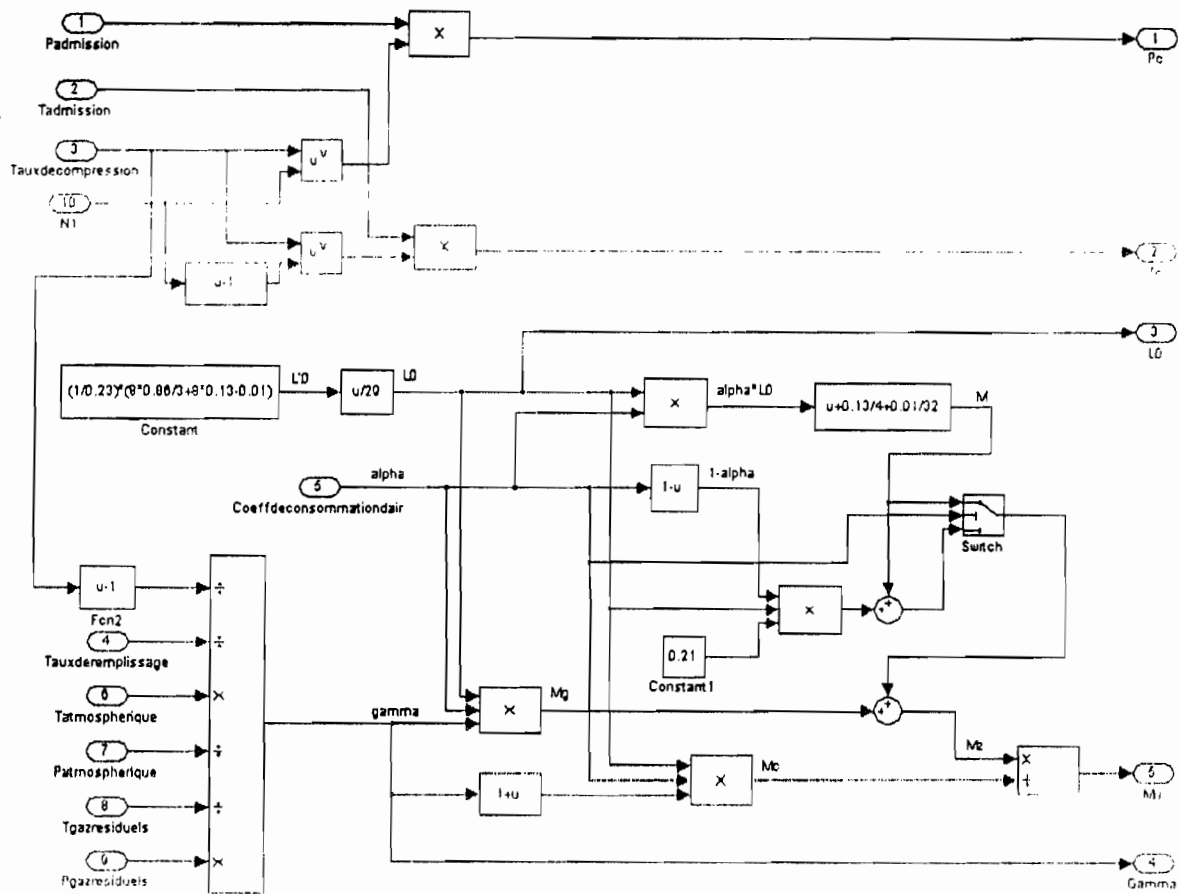 1
Padmission
×
1
Pc
2
Tadmission
3
Tauxdecompression
u^v
10
N1
u^v
×
2
u-1
3
L0
(1/0.23)*(8*0.86/3+8*0.13-0.01)
Constant
L'0
u/29
L0
×
alpha*L0
u+0.13/4+0.01/32
M
alpha
5
Coeffdeconsommationdair
1-u
1-alpha
Switch
u-1
Fcn2
÷
×
++
4
Tauxderemplissage
÷
0.21
Constant1
6
Tatmospherique
×
gamma
Mg
×
++
7
Patmospherique
÷
Mz
×
÷
5
8
Tgazresiduels
÷
1+u
×
Mc
9
Pgazresiduels
×
4
Gamma